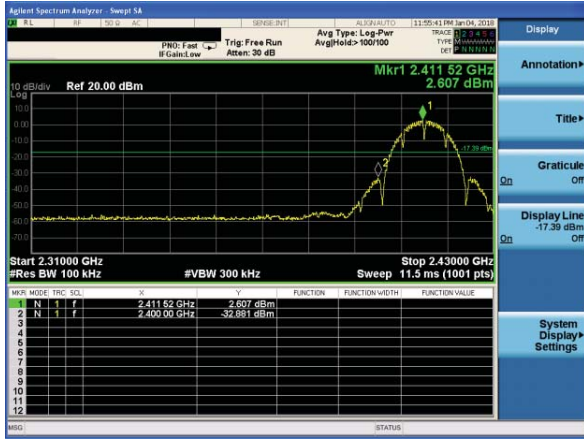 Agilent Spectrum Analyzer - Swept SA
RL RF 50 Ω AC SENSE:INT ALIGNAUTO 11:55:41 PM Jan 04, 2018
Display
Avg Type: Log-Pwr TRACE 1 2 3 4 5 6
PNO: Fast Trig: Free Run Avg|Hold:>100/100 TYPE
IFGain:Low Atten: 30 dB DET P N N N N N
Mkr1 2.411 52 GHz
10 dB/div Ref 20.00 dBm 2.607 dBm
Log
10.0
0.00
-10.0
-20.0
-30.0
-40.0
-50.0
-60.0
-70.0
1
2
-17.39 dBm
Start 2.31000 GHz Stop 2.43000 GHz
#Res BW 100 kHz #VBW 300 kHz Sweep 11.5 ms (1001 pts)
MKR MODE TRC SCL X Y FUNCTION FUNCTION WIDTH FUNCTION VALUE
1 N 1 f 2.411 52 GHz 2.607 dBm
2 N 1 f 2.400 00 GHz -32.881 dBm
3
4
5
6
7
8
9
10
11
12
MSG STATUS
Annotation
Title
Graticule
On Off
Display Line
-17.39 dBm
On Off
System
Display
Settings